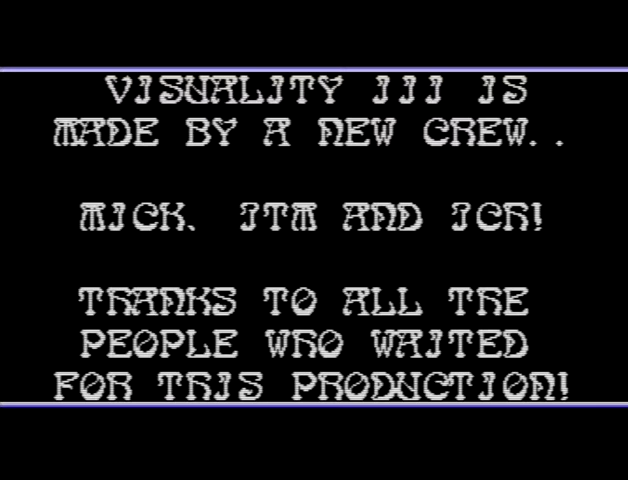 VISUALITY III IS
MADE BY A NEW CREW..
MICK, ITM AND ICH!
THANKS TO ALL THE
PEOPLE WHO WAITED
FOR THIS PRODUCTION!